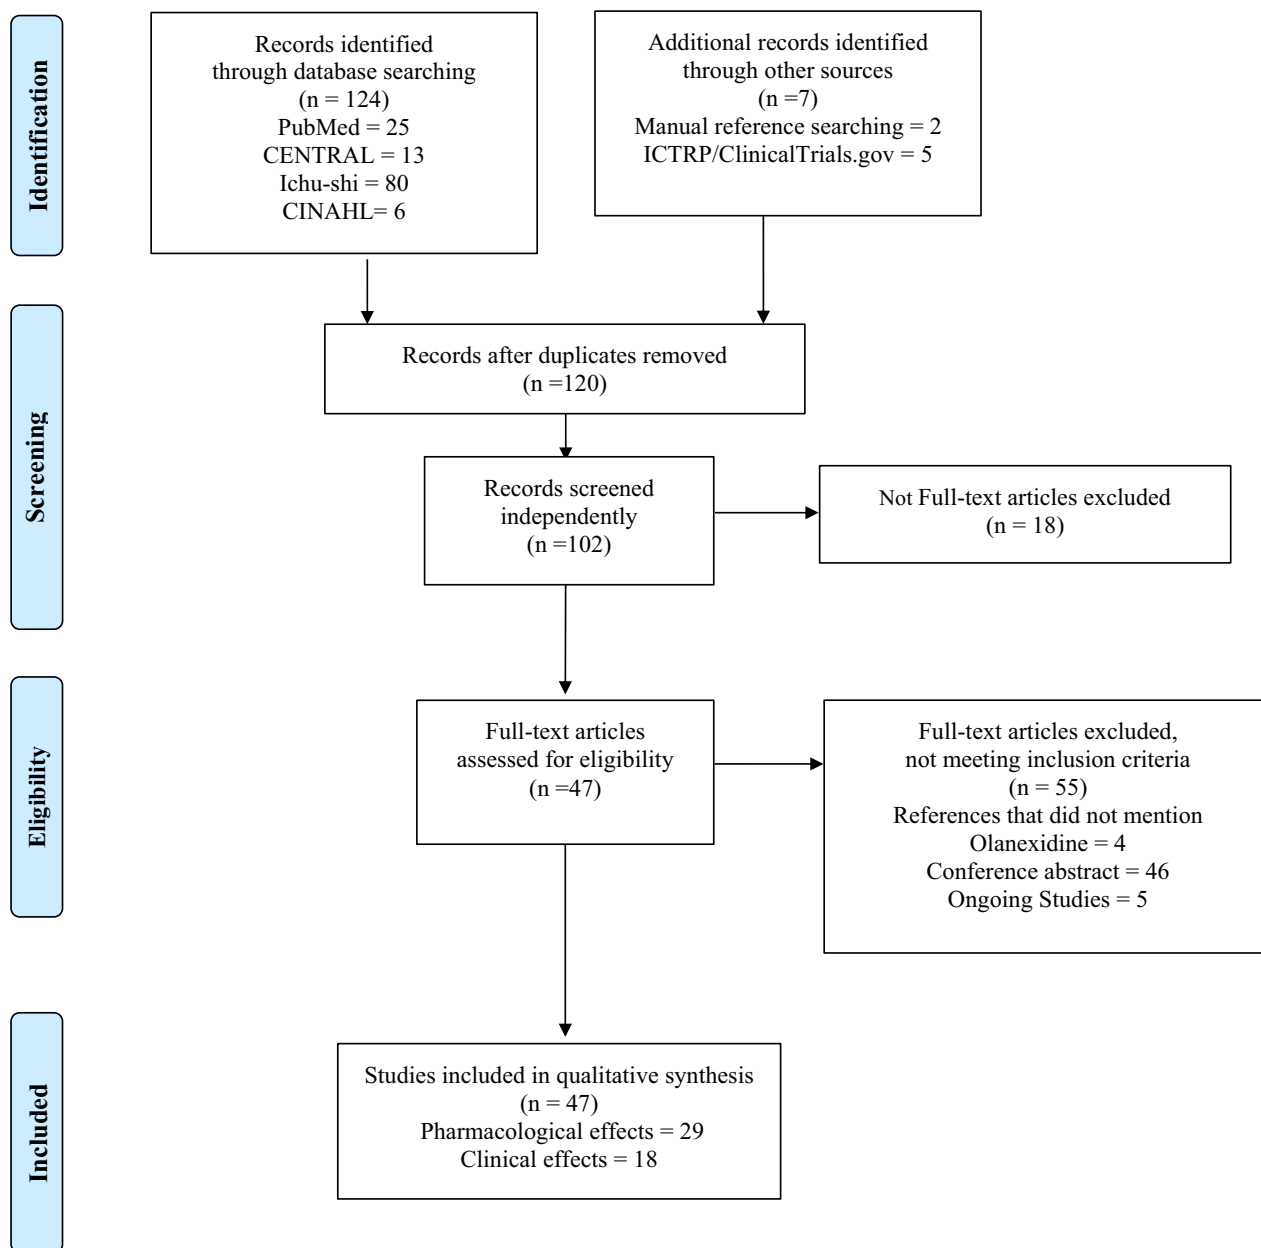 Identification
Records identified
through database searching
(n = 124)
PubMed = 25
CENTRAL = 13
Ichu-shi = 80
CINAHL= 6
Additional records identified
through other sources
(n =7)
Manual reference searching = 2
ICTRP/ClinicalTrials.gov = 5
Screening
Records after duplicates removed
(n =120)
Records screened
independently
(n =102)
Not Full-text articles excluded
(n = 18)
Eligibility
Full-text articles
assessed for eligibility
(n =47)
Full-text articles excluded,
not meeting inclusion criteria
(n = 55)
References that did not mention
Olanexidine = 4
Conference abstract = 46
Ongoing Studies = 5
Included
Studies included in qualitative synthesis
(n = 47)
Pharmacological effects = 29
Clinical effects = 18